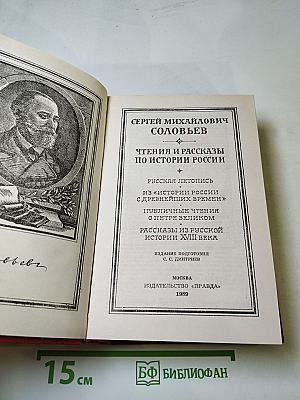 СЕРГЕЙ МИХАЙЛОВИЧ
СОЛОВЬЕВ
ЧТЕНИЯ И РАССКАЗЫ
ПО ИСТОРИИ РОССИИ
РУССКАЯ ЛЕТОПИСЬ
ИЗ «ИСТОРИИ РОССИИ
С ДРЕВНЕЙШИХ ВРЕМЕН»
ПУБЛИЧНЫЕ ЧТЕНИЯ
О ПЕТРЕ ВЕЛИКОМ
РАССКАЗЫ ИЗ РУССКОЙ
ИСТОРИИ XVIII ВЕКА
ИЗДАНИЕ ПОДГОТОВИЛ
С. С. ДМИТРИЕВ
МОСКВА
ИЗДАТЕЛЬСТВО «ПРАВДА»
1989
15 см
БФ БИБЛИОФАН